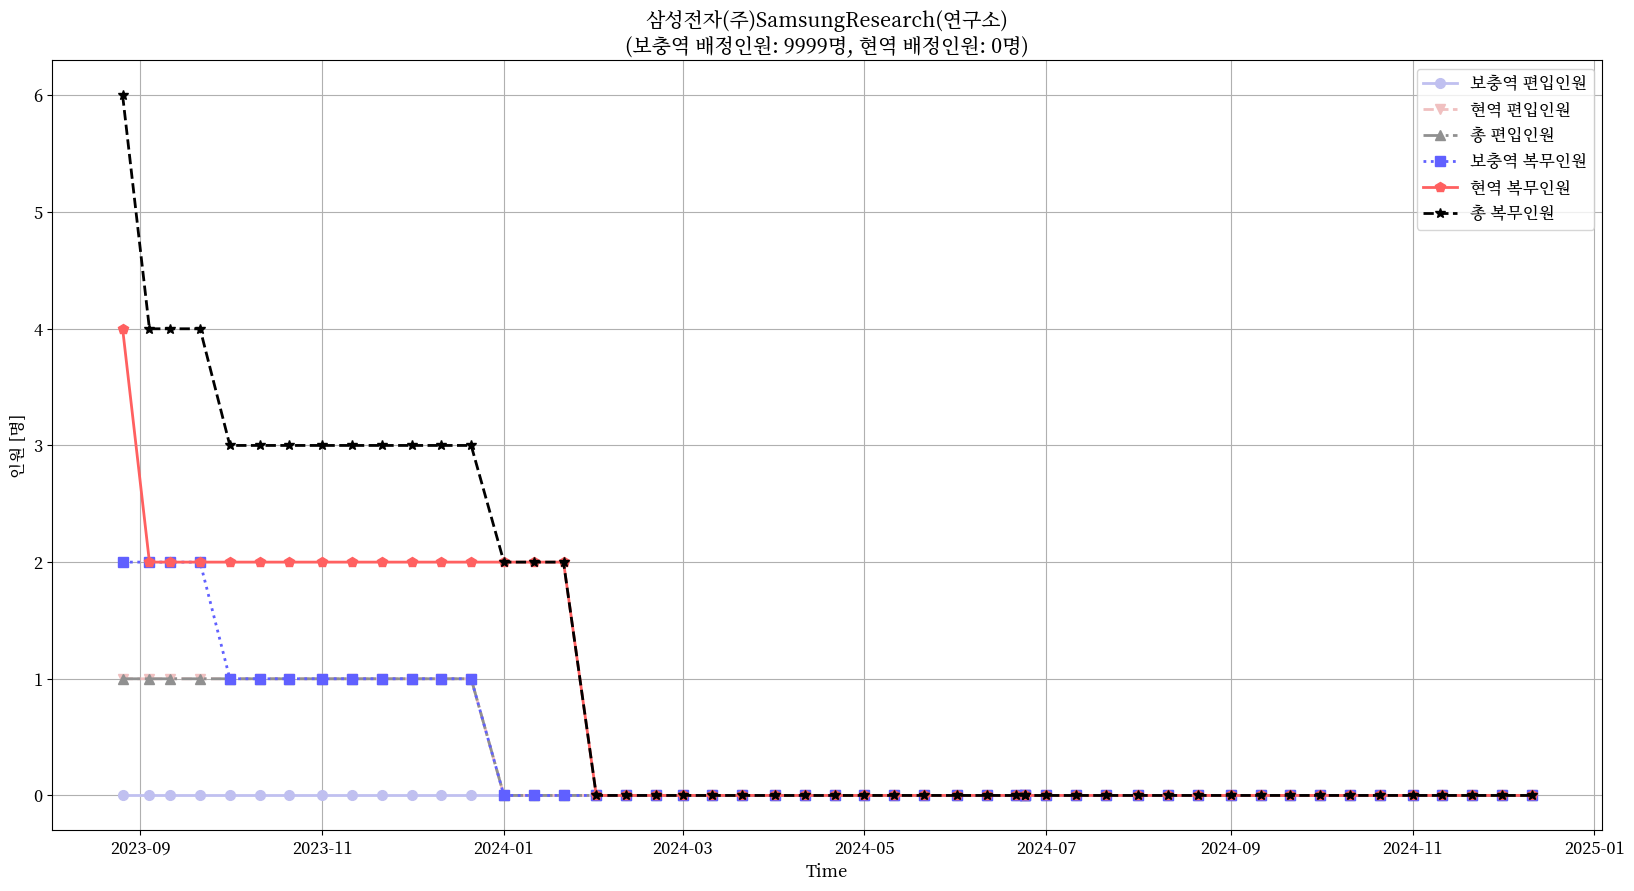 삼성전자(주)SamsungResearch(연구소)
(보충역 배정인원: 9999명, 현역 배정인원: 0명)
보충역 편입인원
현역 편입인원
총 편입인원
보충역 복무인원
현역 복무인원
총 복무인원
인원 [명]
6
5
4
3
2
1
0
2023-09
2023-11
2024-01
2024-03
2024-05
2024-07
2024-09
2024-11
2025-01
Time